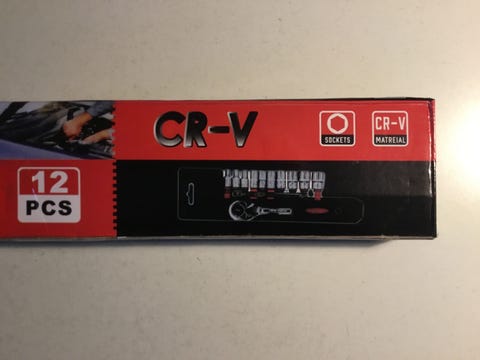 CR-V
SOCKETS
CR-V
MATREIAL
12
PCS